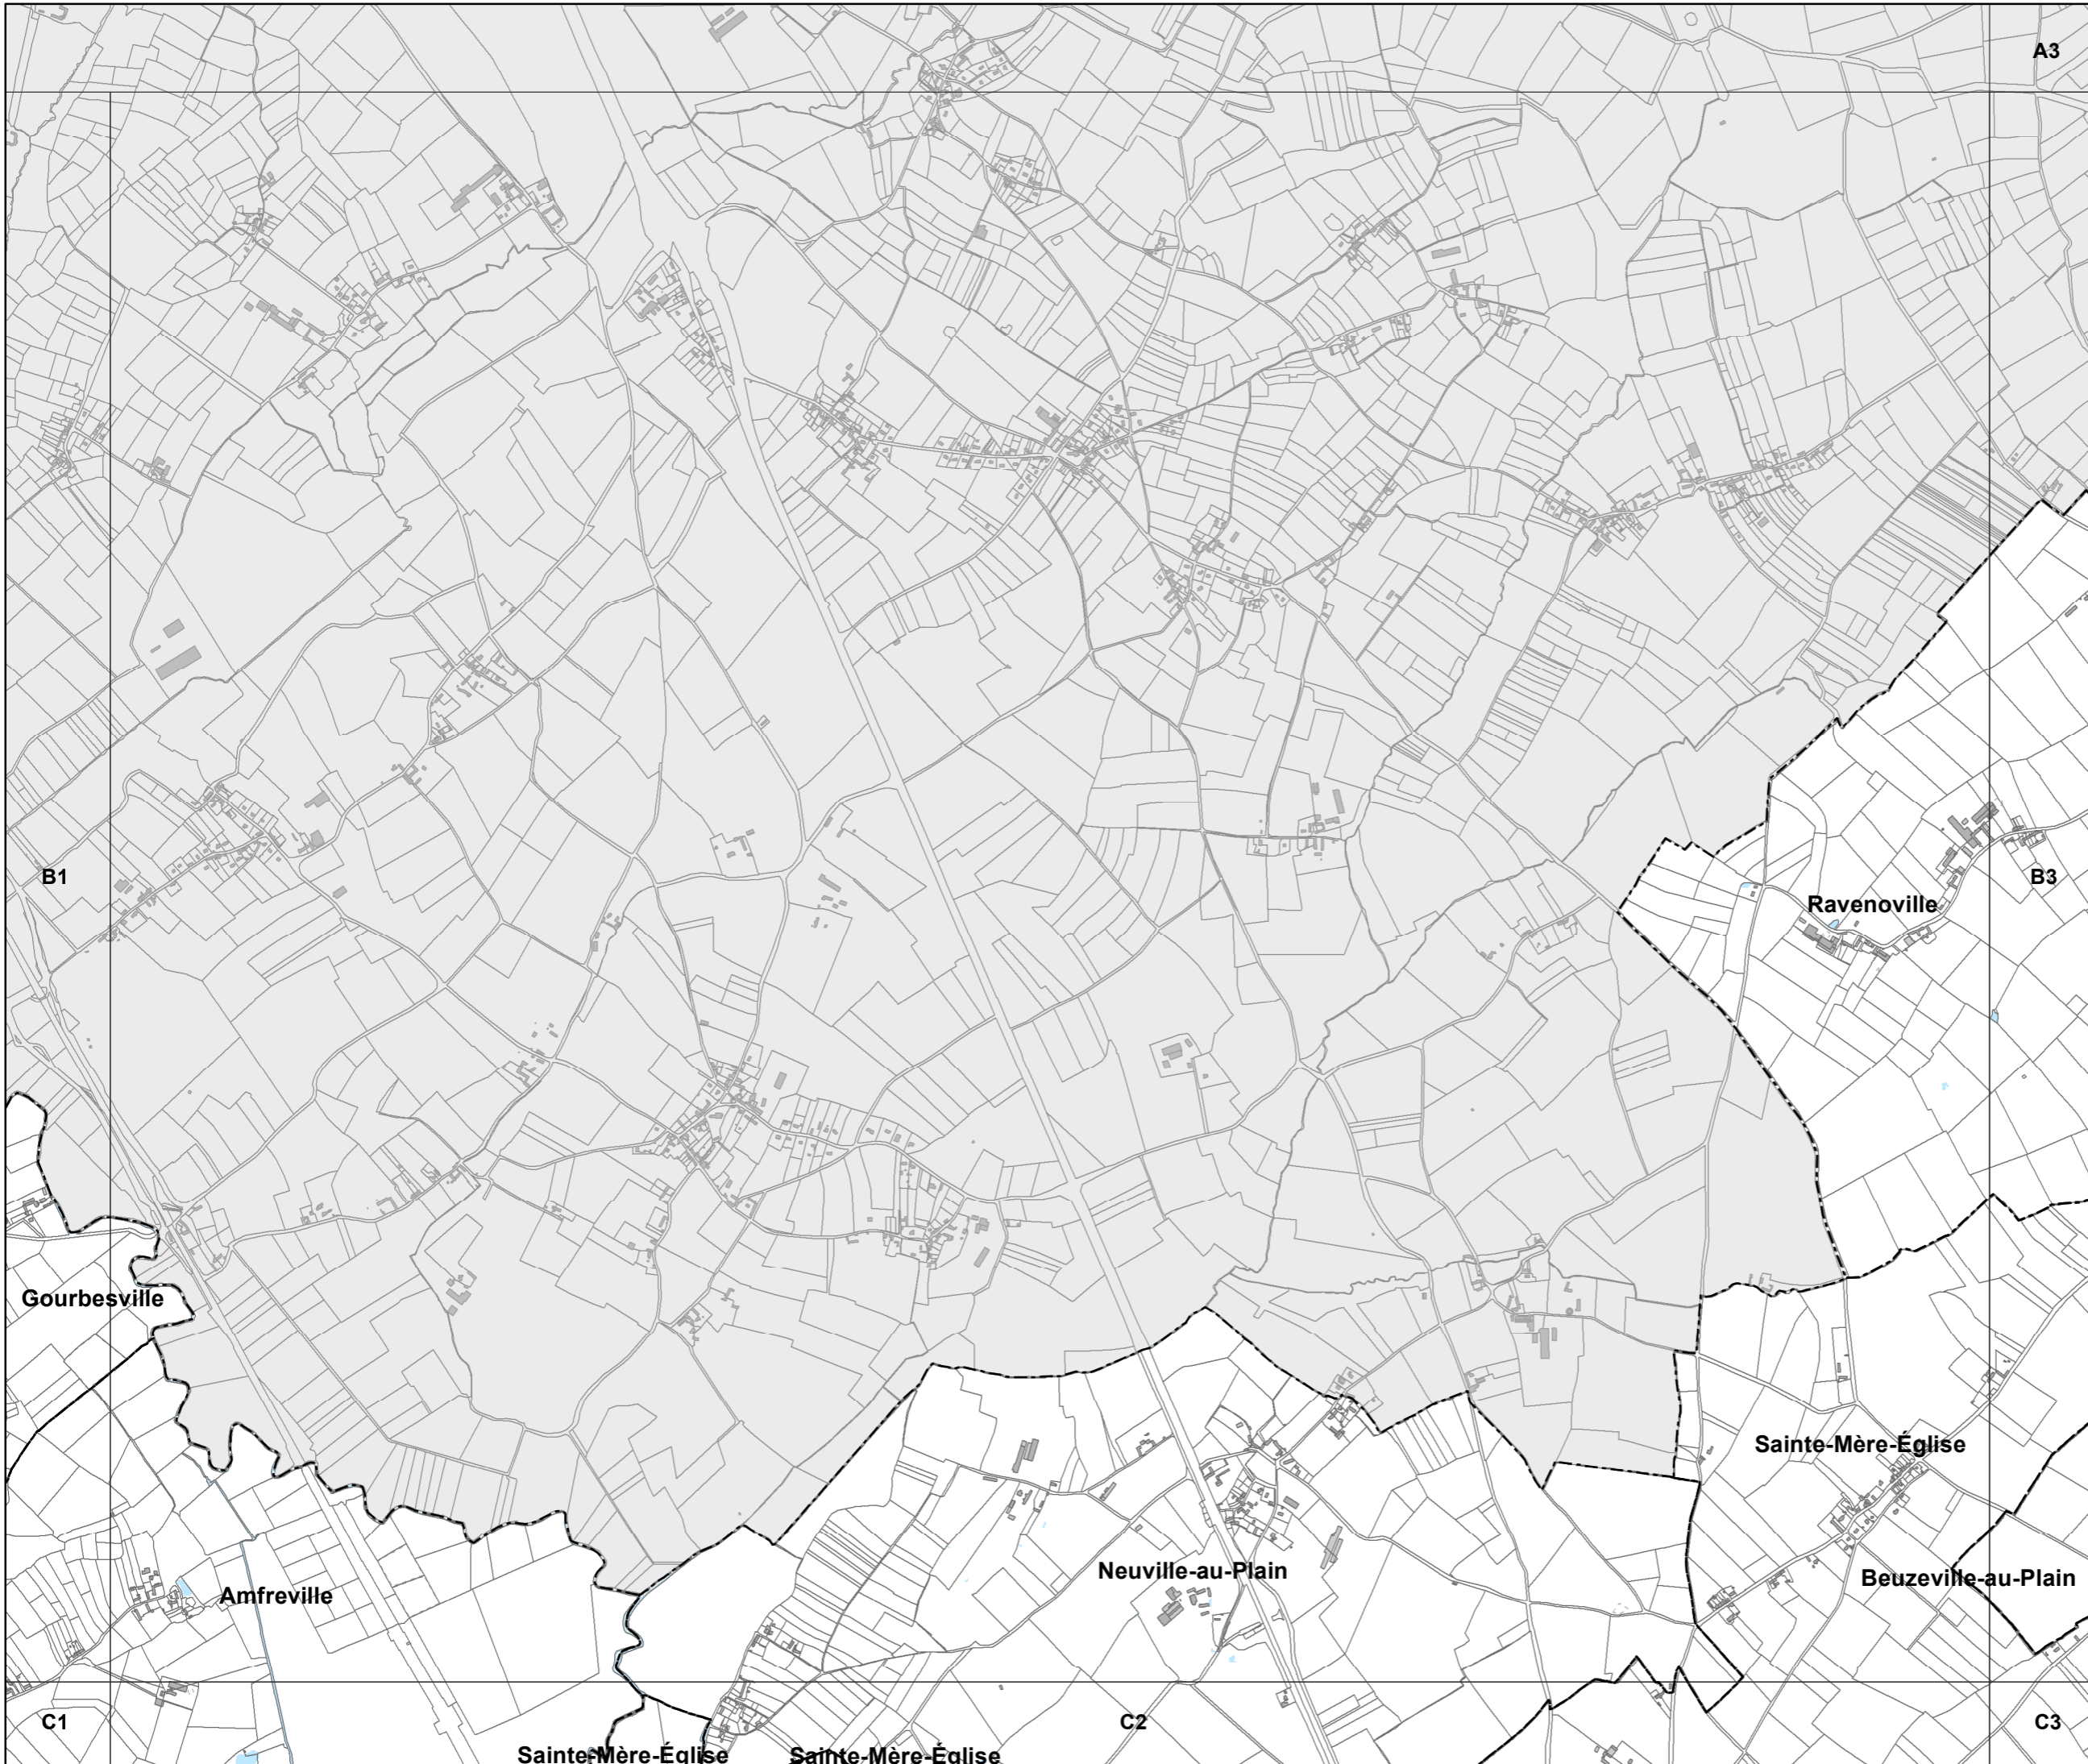 A3
B1
B3
Ravenoville
Gourbesville
Sainte-Mère-Église
Neuville-au-Plain
Beuzeville-au-Plain
Amfreville
C1
C2
C3
Sainte-Mère-Église
Sainte-Mère-Église